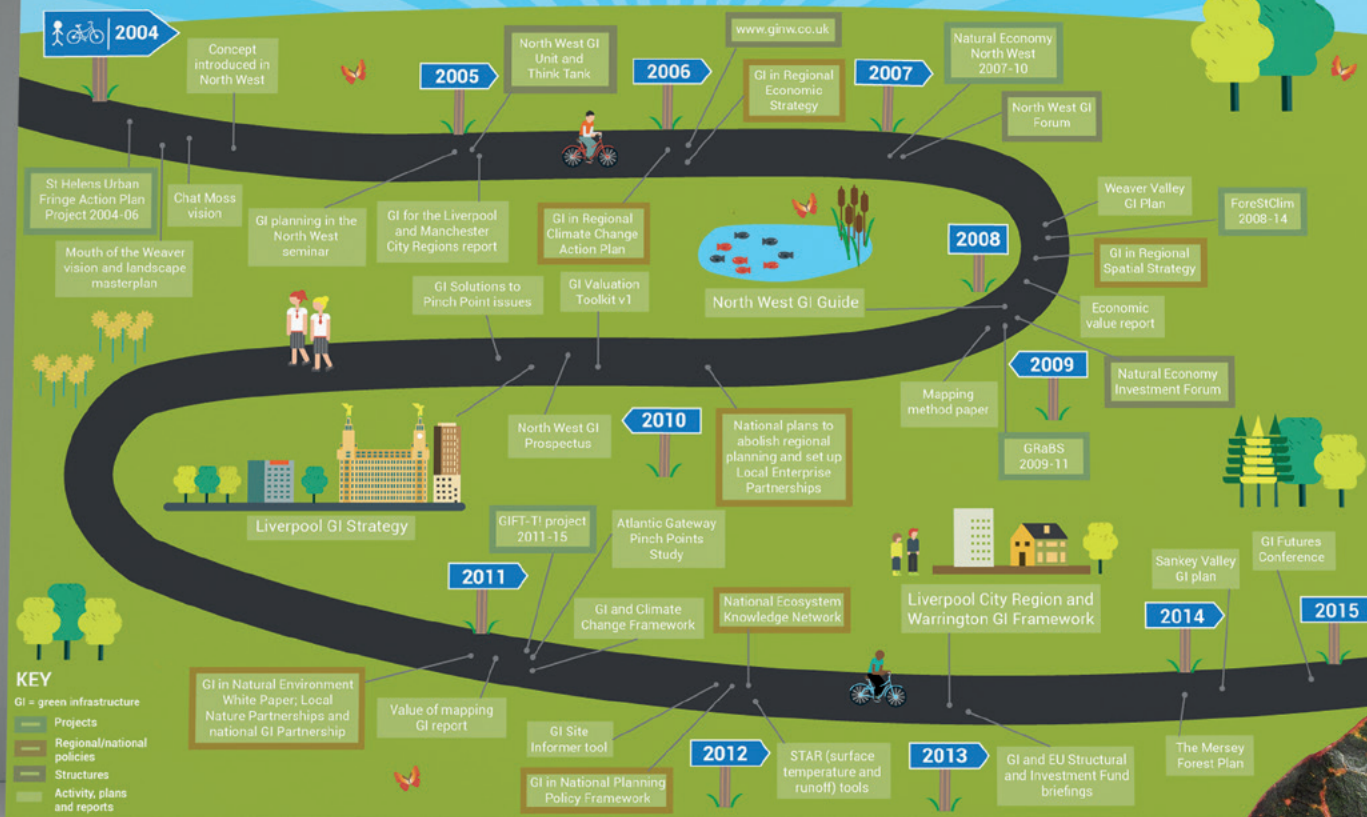 2004
Concept
introduced in
North West
St Helens Urban
Fringe Action Plan
Project 2004-06
Mouth of the Weaver
vision and landscape
masterplan
Chat Moss
vision
2005
North West GI
Unit and
Think Tank
GI planning in the
North West
seminar
GI for the Liverpool
and Manchester
City Regions report
2006
www.ginw.co.uk
GI in Regional
Economic
Strategy
GI in Regional
Climate Change
Action Plan
2007
Natural Economy
North West
2007-10
North West GI
Forum
2008
Weaver Valley
GI Plan
ForeStClim
2008-14
GI in Regional
Spatial Strategy
Economic
value report
North West GI Guide
Natural Economy
Investment Forum
Mapping
method paper
2009
GRaBS
2009-11
GI Solutions to
Pinch Point issues
GI Valuation
Toolkit v1
North West GI
Prospectus
2010
National plans to
abolish regional
planning and set up
Local Enterprise
Partnerships
Liverpool GI Strategy
2011
GIFT-T! project
2011-15
Atlantic Gateway
Pinch Points
Study
GI and Climate
Change Framework
GI in Natural Environment
White Paper; Local
Nature Partnerships and
national GI Partnership
Value of mapping
GI report
National Ecosystem
Knowledge Network
GI Site
Informer tool
GI in National Planning
Policy Framework
2012
STAR (surface
temperature and
runoff) tools
Liverpool City Region and
Warrington GI Framework
2013
GI and EU Structural
and Investment Fund
briefings
2014
Sankey Valley
GI plan
The Mersey
Forest Plan
GI Futures
Conference
2015
KEY
GI = green infrastructure
Projects
Regional/national
policies
Structures
Activity, plans
and reports